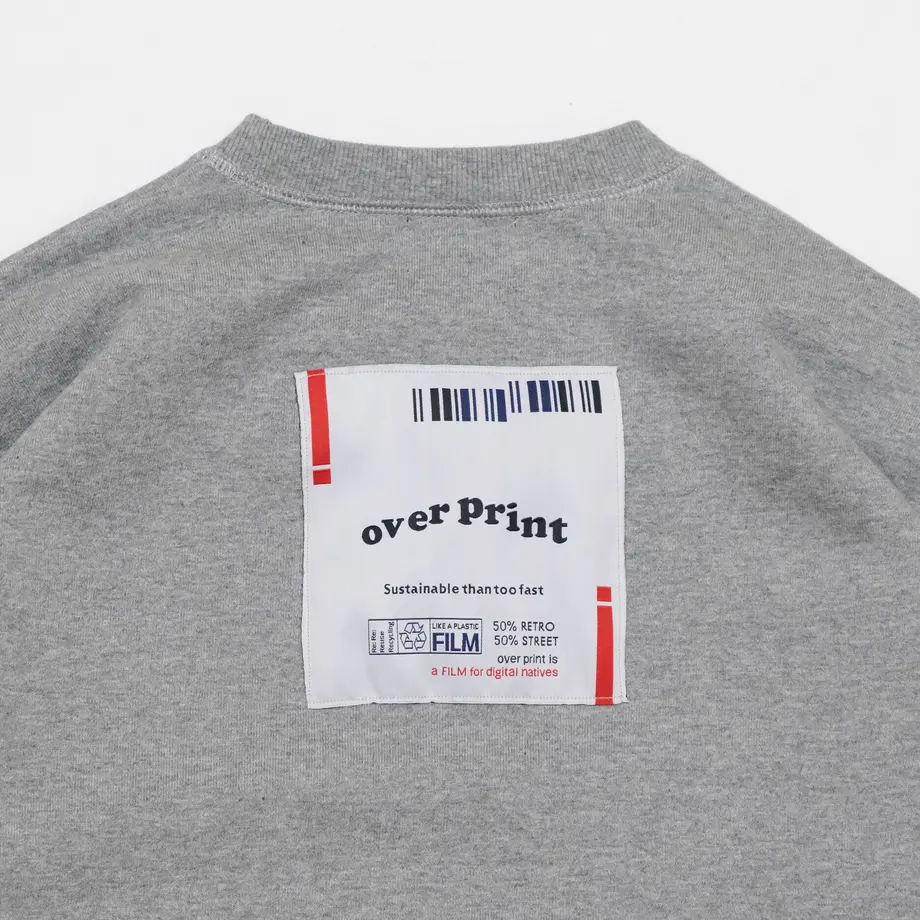 over print
Sustainable than too fast
Re: Re:
Reuse
Recycling
LIKE A PLASTIC
FILM
50% RETRO
50% STREET
over print is
a FILM for digital natives